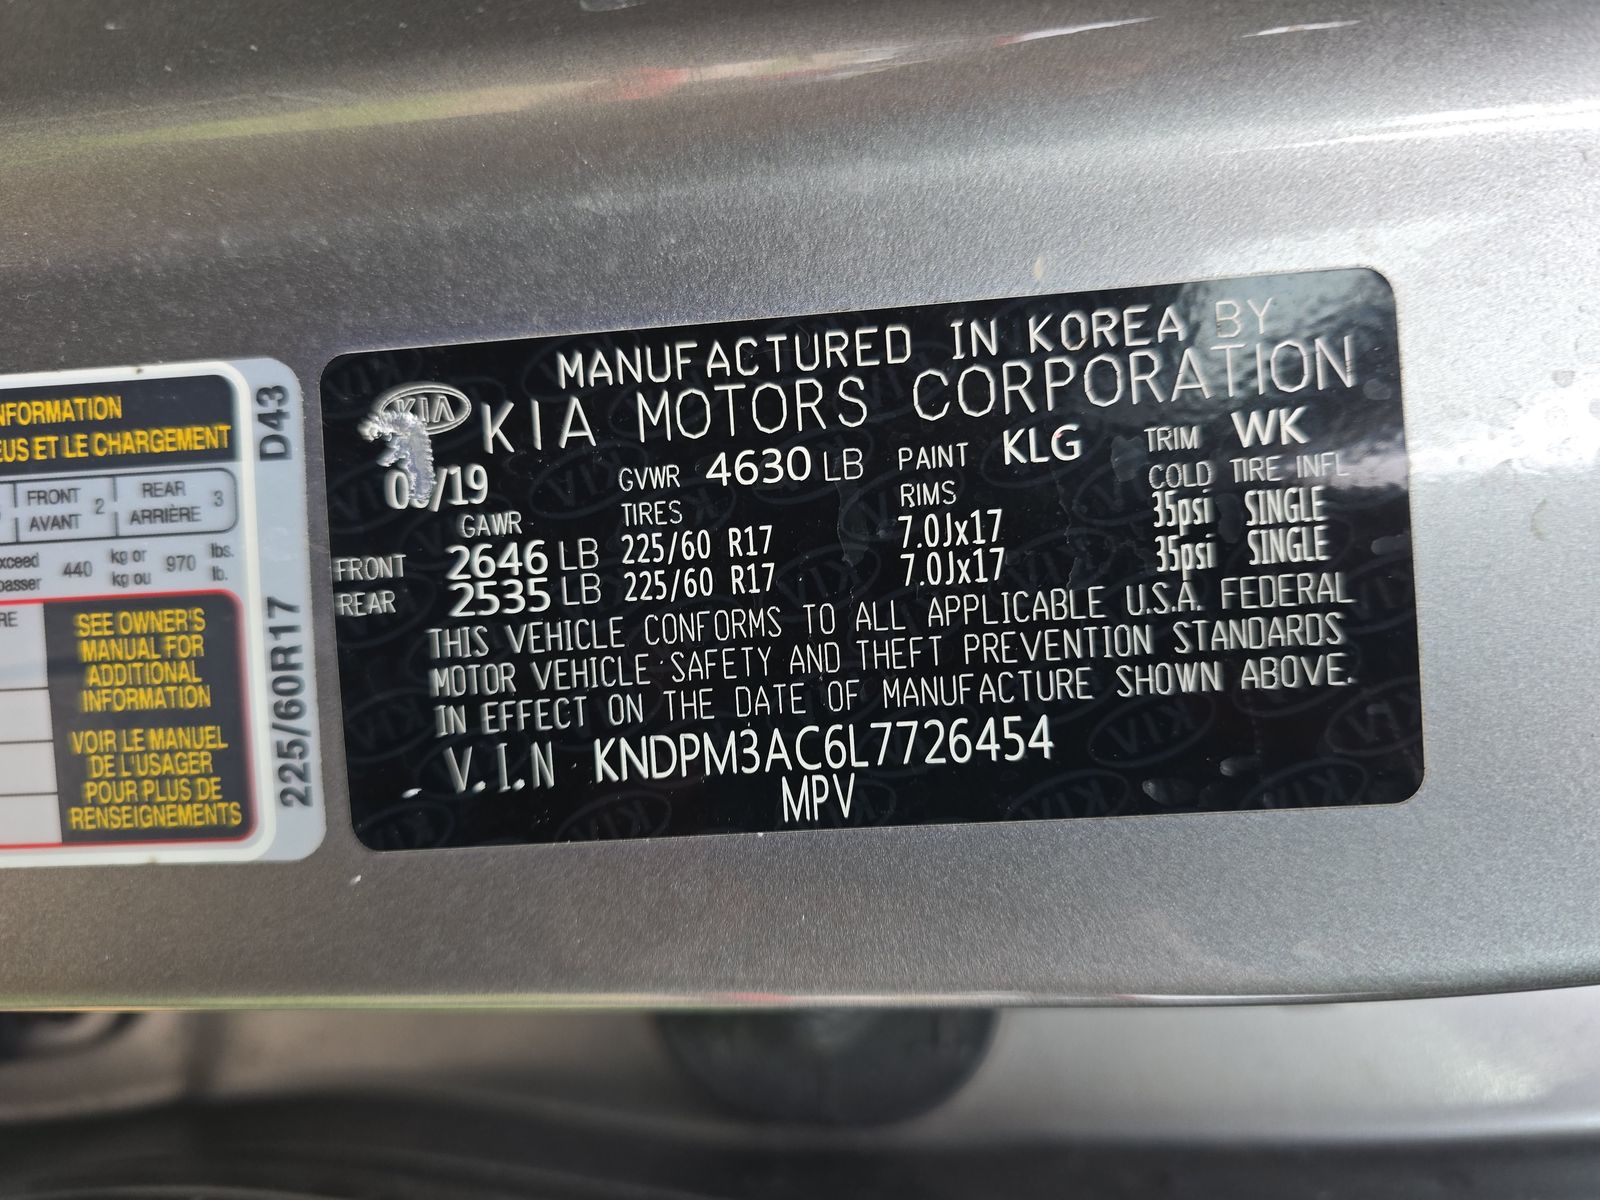 NFORMATION
EUS ET LE CHARGEMENT
FRONT 2 REAR 3
AVANT ARRIÈRE
xceed 440 kg or 970 lbs.
passer kg ou lb.
RE
SEE OWNER'S
MANUAL FOR
ADDITIONAL
INFORMATION
VOIR LE MANUEL
DE L'USAGER
POUR PLUS DE
RENSEIGNEMENTS
D43
225/60R17
MANUFACTURED IN KOREA BY
KIA KIA MOTORS CORPORATION
/19 GVWR 4630 LB PAINT KLG TRIM WK
GAWR TIRES RIMS COLD TIRE INFL
FRONT 2646 LB 225/60 R17 7.0Jx17 35psi SINGLE
REAR 2535 LB 225/60 R17 7.0Jx17 35psi SINGLE
THIS VEHICLE CONFORMS TO ALL APPLICABLE U.S.A. FEDERAL
MOTOR VEHICLE SAFETY AND THEFT PREVENTION STANDARDS
IN EFFECT ON THE DATE OF MANUFACTURE SHOWN ABOVE.
V.I.N KNDPM3AC6L7726454
MPV